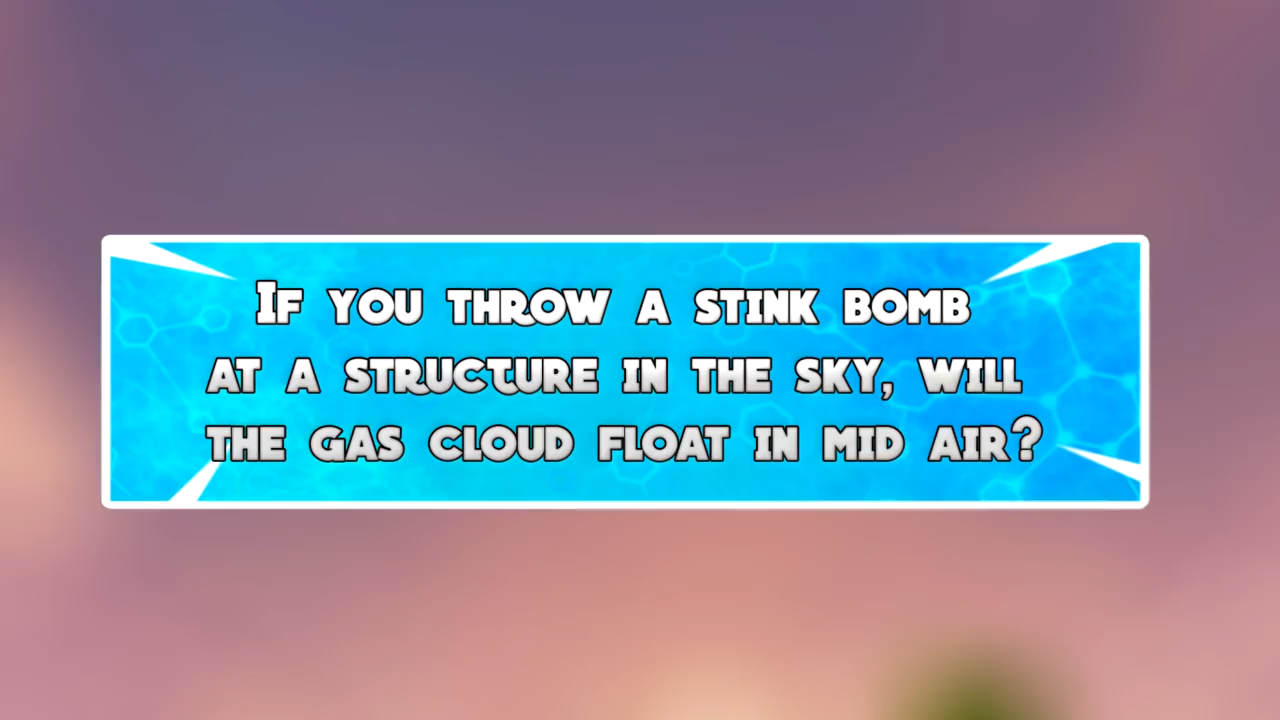 If you throw a stink bomb
at a structure in the sky, will
the gas cloud float in mid air?